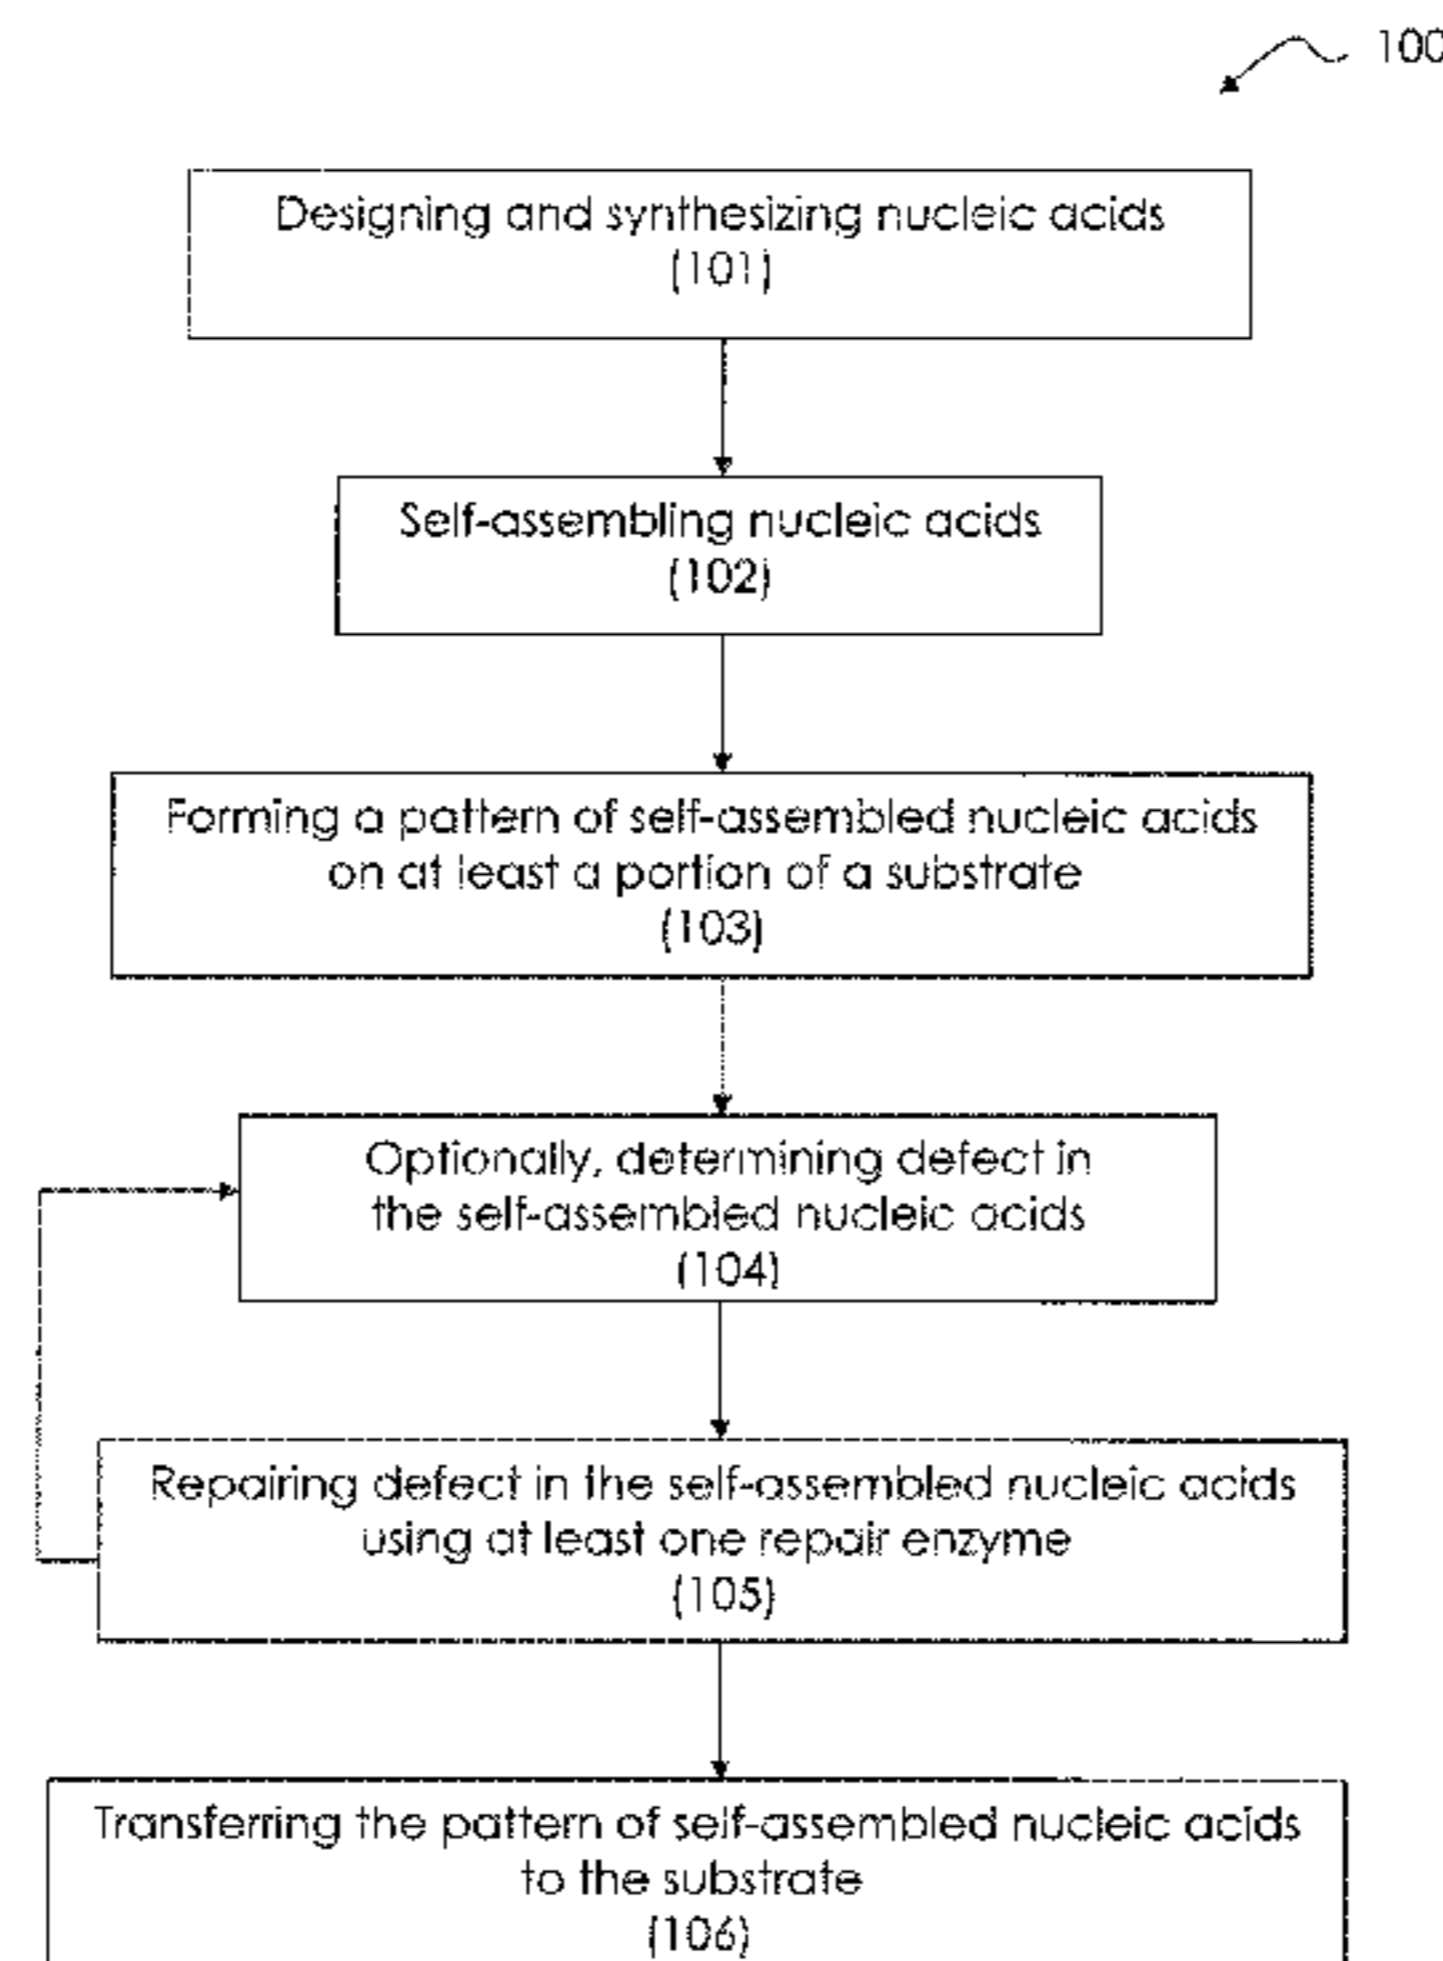 100
Designing and synthesizing nucleic acids
(101)
Self-assembling nucleic acids
(102)
Forming a pattern of self-assembled nucleic acids
on at least a portion of a substrate
(103)
Optionally, determining defect in
the self-assembled nucleic acids
(104)
Repairing defect in the self-assembled nucleic acids
using at least one repair enzyme
(105)
Transferring the pattern of self-assembled nucleic acids
to the substrate
(106)